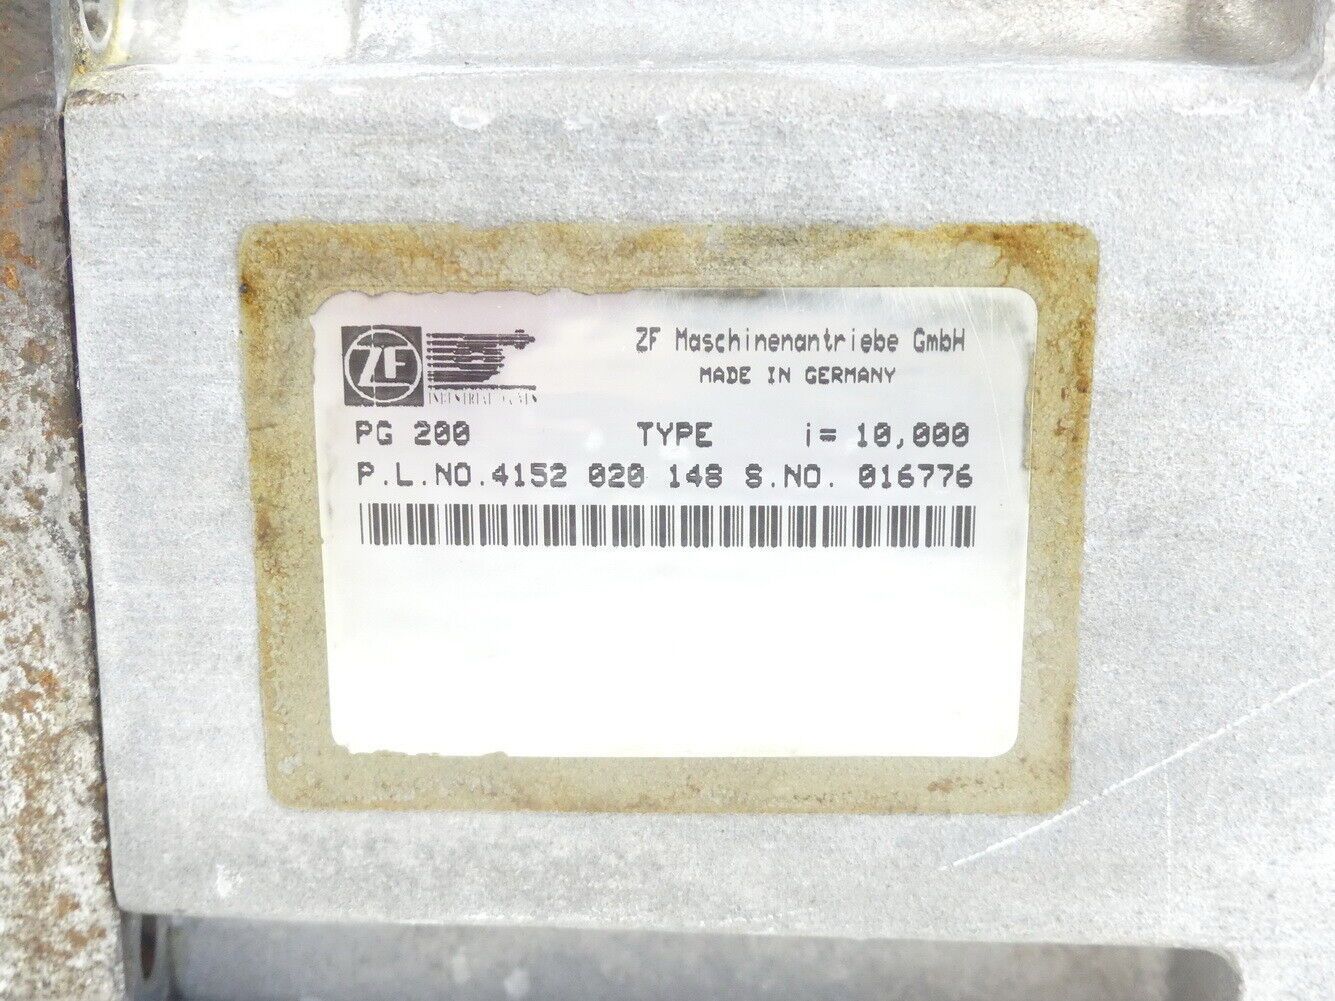 ZF
ZF Maschinenantriebe GmbH
MADE IN GERMANY
PG 200 TYPE i= 10,000
P.L.NO.4152 020 148 S.NO. 016776